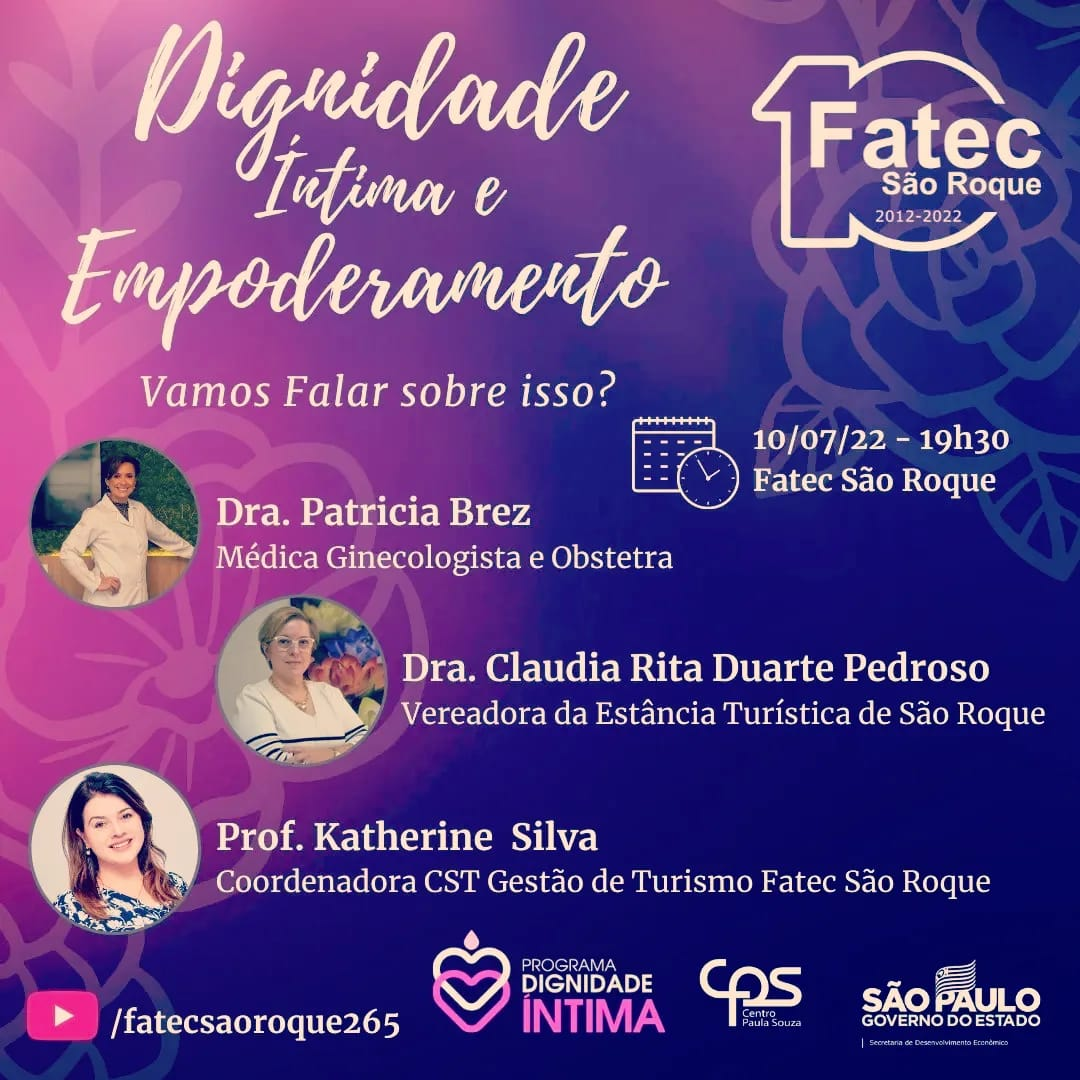 Dignidade
Íntima e
Empoderamento
Vamos Falar sobre isso?
10
Fatec
São Roque
2012-2022
10/07/22 - 19h30
Fatec São Roque
Dra. Patricia Brez
Médica Ginecologista e Obstetra
Dra. Claudia Rita Duarte Pedroso
Vereadora da Estância Turística de São Roque
Prof. Katherine Silva
Coordenadora CST Gestão de Turismo Fatec São Roque
/fatecsaoroque265
PROGRAMA
DIGNIDADE
ÍNTIMA
CPS
Centro
Paula Souza
SÃO PAULO
GOVERNO DO ESTADO
Secretaria de Desenvolvimento Econômico